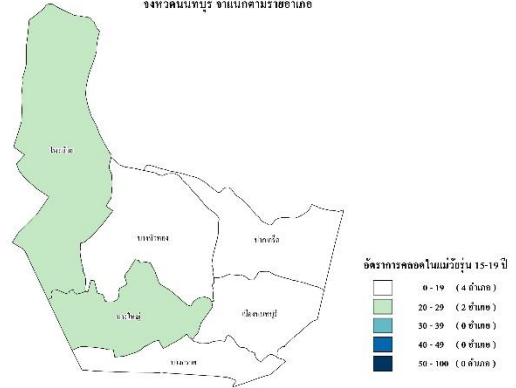 จังหวัดนนทบุรี จำแนกตามรายอำเภอ
ไทรน้อย
บางบัวทอง
ปากเกร็ด
เมืองนนทบุรี
บางใหญ่
บางกรวย
อัตราการคลอดในแม่วัยรุ่น 15-19 ปี
0 - 19 ( 4 อำเภอ )
20 - 29 ( 2 อำเภอ )
30 - 39 ( 0 อำเภอ )
40 - 49 ( 0 อำเภอ )
50 - 100 ( 0 อำเภอ )